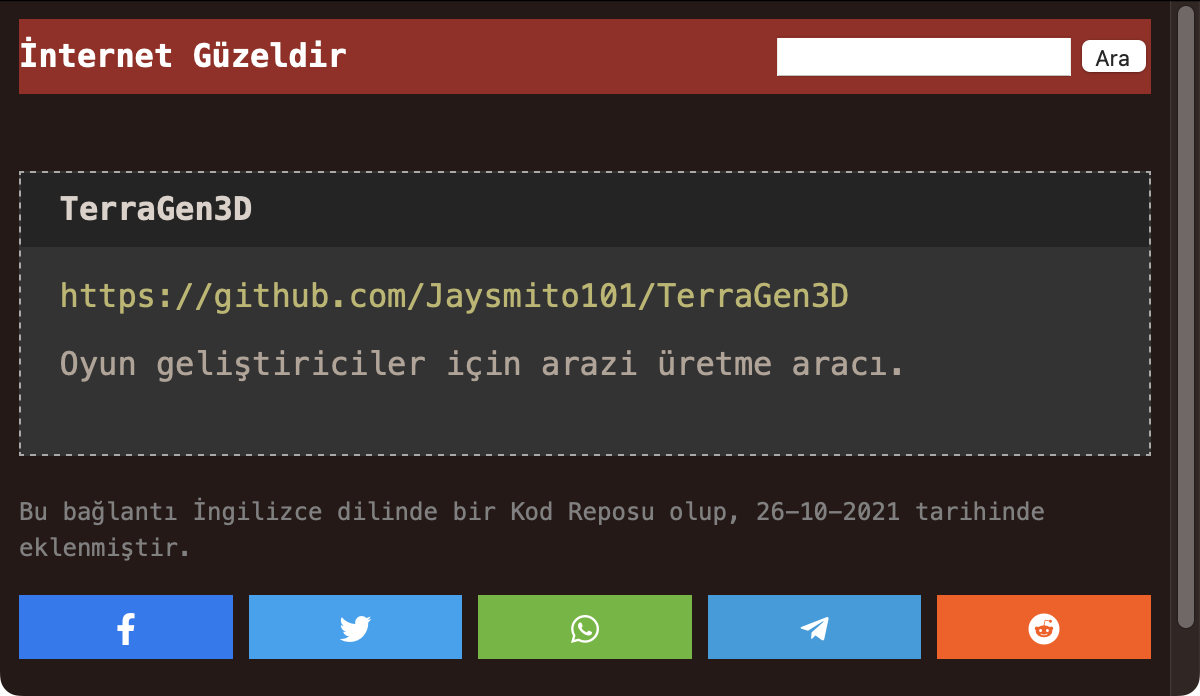 İnternet Güzeldir
Ara
TerraGen3D
https://github.com/Jaysmito101/TerraGen3D
Oyun geliştiriciler için arazi üretme aracı.
Bu bağlantı İngilizce dilinde bir Kod Reposu olup, 26-10-2021 tarihinde
eklenmiştir.